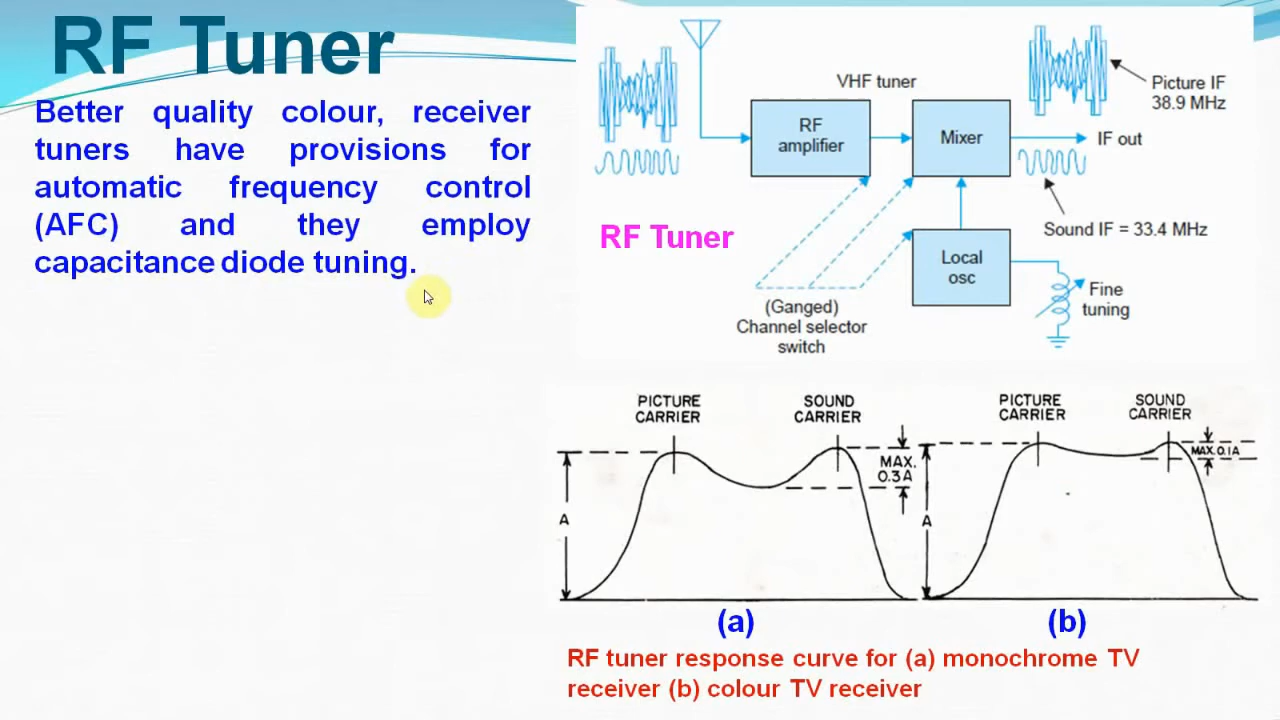 RF Tuner
Better quality colour, receiver
tuners have provisions for
automatic frequency control
(AFC) and they employ
capacitance diode tuning.
VHF tuner
RF
amplifier
Mixer
Picture IF
38.9 MHz
IF out
Sound IF = 33.4 MHz
RF Tuner
Local
osc
Fine
tuning
(Ganged)
Channel selector
switch
PICTURE
CARRIER
SOUND
CARRIER
MAX.
0.3A
A
PICTURE
CARRIER
SOUND
CARRIER
MAX.0.1A
A
(a)
(b)
RF tuner response curve for (a) monochrome TV
receiver (b) colour TV receiver